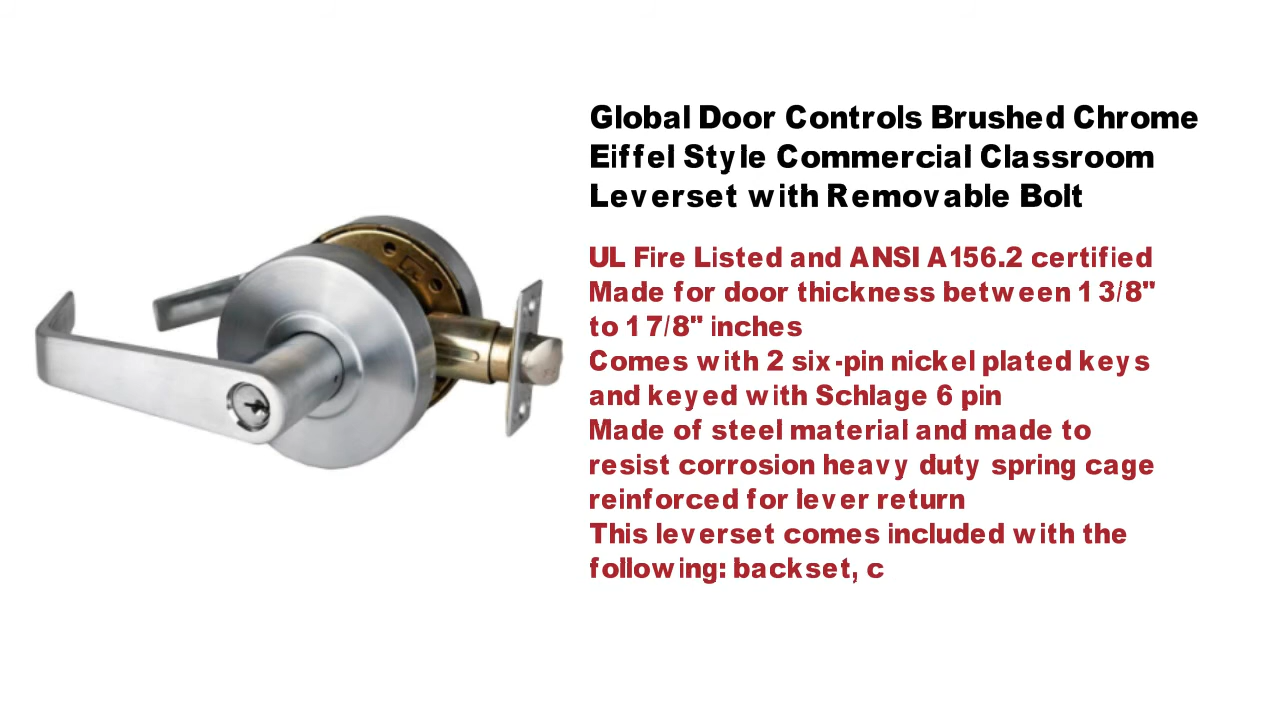 Global Door Controls Brushed Chrome
Eiffel Style Commercial Classroom
Leverset with Removable Bolt
UL Fire Listed and ANSI A156.2 certified
Made for door thickness between 1 3/8"
to 1 7/8" inches
Comes with 2 six-pin nickel plated keys
and keyed with Schlage 6 pin
Made of steel material and made to
resist corrosion heavy duty spring cage
reinforced for lever return
This leverset comes included with the
following: backset, c